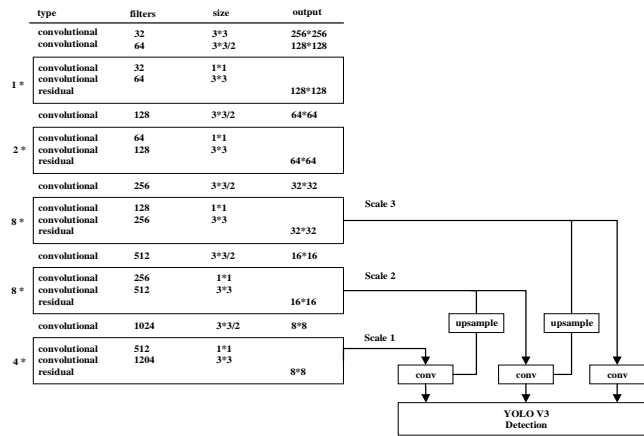 type filters size output
convolutional 32 3*3 256*256
convolutional 64 3*3/2 128*128
1 *
convolutional 32 1*1
convolutional 64 3*3
residual 128*128
convolutional 128 3*3/2 64*64
2 *
convolutional 64 1*1
convolutional 128 3*3
residual 64*64
convolutional 256 3*3/2 32*32
8 *
convolutional 128 1*1
convolutional 256 3*3
residual 32*32
Scale 3
convolutional 512 3*3/2 16*16
8 *
convolutional 256 1*1
convolutional 512 3*3
residual 16*16
Scale 2
convolutional 1024 3*3/2 8*8
upsample upsample
Scale 1
4 *
convolutional 512 1*1
convolutional 1204 3*3
residual 8*8
conv conv conv
YOLO V3
Detection